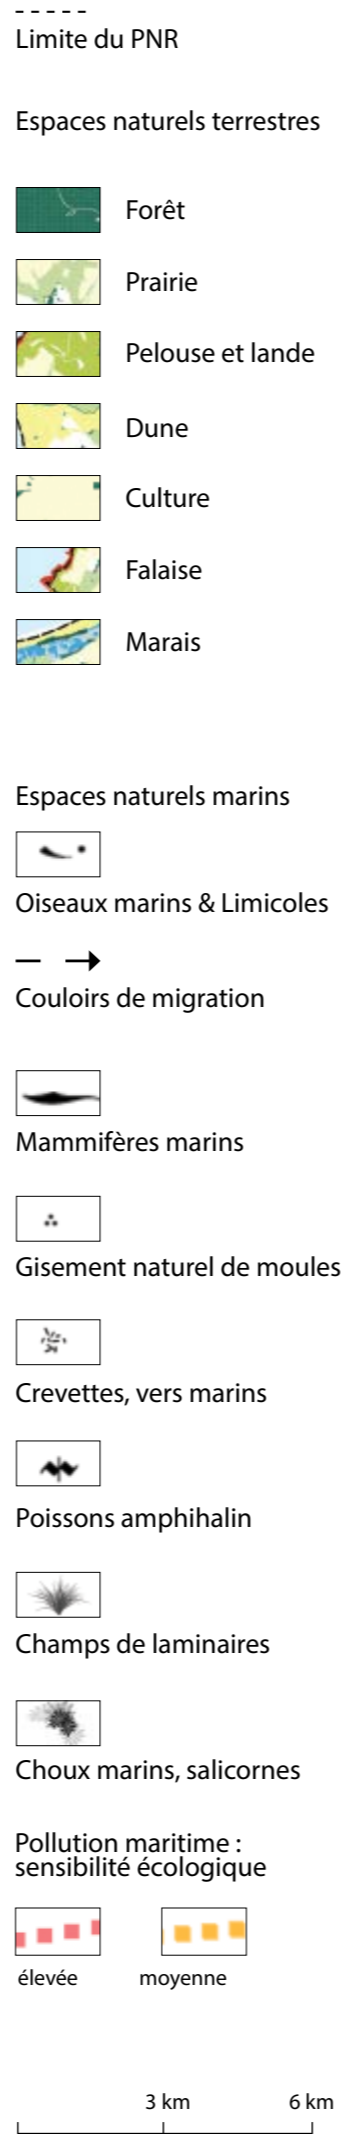 Limite du PNR
Espaces naturels terrestres
Forêt
Prairie
Pelouse et lande
Dune
Culture
Falaise
Marais
Espaces naturels marins
Oiseaux marins & Limicoles
Couloirs de migration
Mammifères marins
Gisement naturel de moules
Crevettes, vers marins
Poissons amphihalin
Champs de laminaires
Choux marins, salicornes
Pollution maritime :
sensibilité écologique
élevée moyenne
3 km 6 km